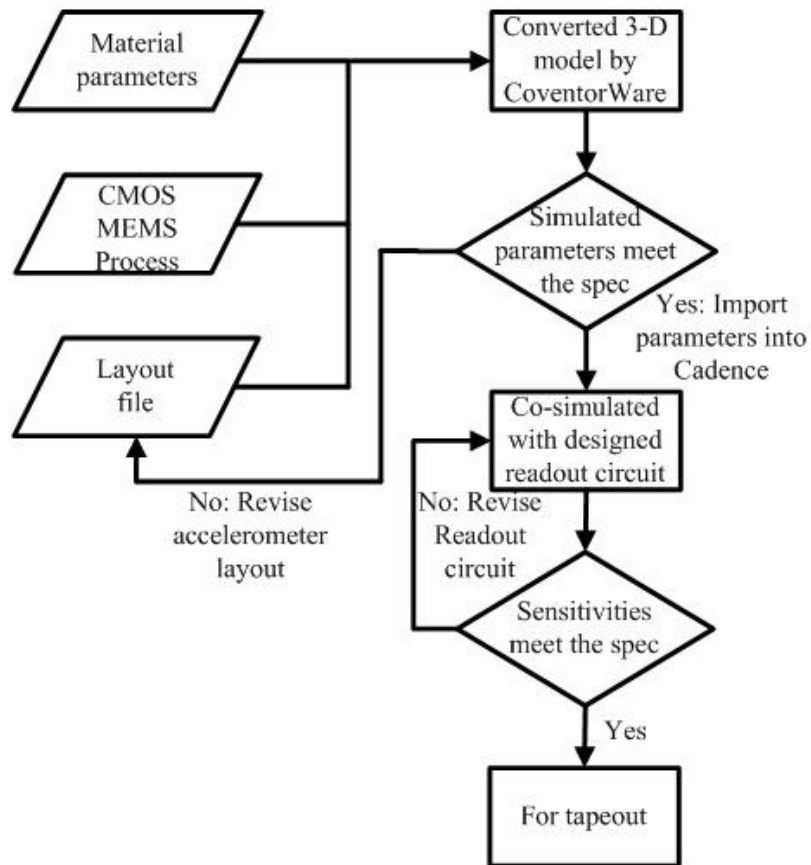 Material
parameters
Converted 3-D
model by
CoventorWare
CMOS
MEMS
Process
Simulated
parameters meet
the spec
Yes: Import
parameters into
Cadence
Layout
file
Co-simulated
with designed
readout circuit
No: Revise
accelerometer
layout
No: Revise
Readout
circuit
Sensitivities
meet the spec
Yes
For tapeout